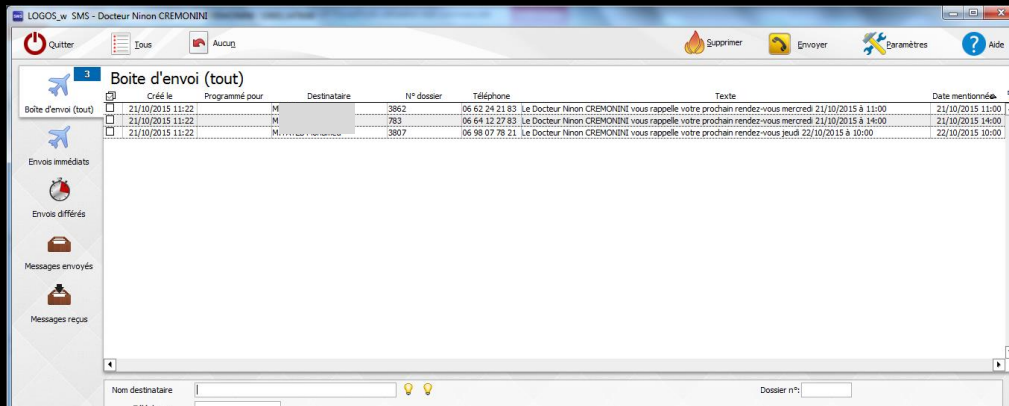 LOGOS_w SMS - Docteur Ninon CREMONINI
Quitter Tous Aucun Supprimer Envoyer Paramètres Aide
3
Boîte d'envoi (tout)
Envois immédiats
Envois différés
Messages envoyés
Messages reçus
Boite d'envoi (tout)
Créé le Programmé pour Destinataire N° dossier Téléphone Texte Date mentionnée
21/10/2015 11:22 M 3862 06 62 24 21 83 Le Docteur Ninon CREMONINI vous rappelle votre prochain rendez-vous mercredi 21/10/2015 à 11:00 21/10/2015 11:00
21/10/2015 11:22 M 783 06 64 12 27 83 Le Docteur Ninon CREMONINI vous rappelle votre prochain rendez-vous mercredi 21/10/2015 à 14:00 21/10/2015 14:00
21/10/2015 11:22 3807 06 98 07 78 21 Le Docteur Ninon CREMONINI vous rappelle votre prochain rendez-vous jeudi 22/10/2015 à 10:00 22/10/2015 10:00
Nom destinataire Dossier n°: